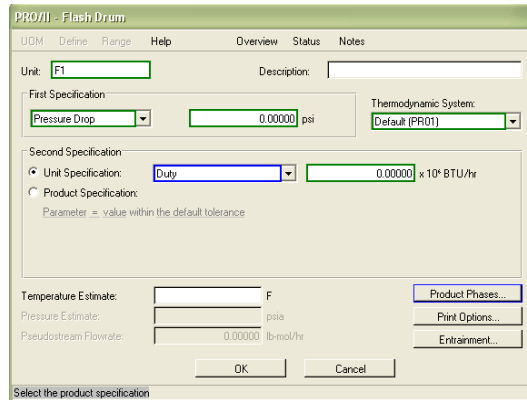 PRO/II - Flash Drum
UOM Define Range Help Overview Status Notes
Unit: F1 Description:
First Specification
Thermodynamic System:
Pressure Drop 0.00000 psi Default (PR01)
Second Specification
Unit Specification: Duty 0.00000 x 10⁶ BTU/hr
Product Specification:
Parameter = value within the default tolerance
Temperature Estimate: F Product Phases...
Pressure Estimate: psia Print Options...
Pseudostream Flowrate: 0.00000 lb-mol/hr Entrainment...
OK Cancel
Select the product specification